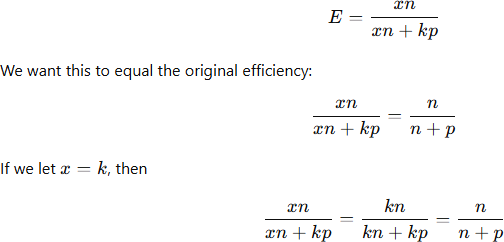 E = \frac{xn}{xn + kp}
We want this to equal the original efficiency:
\frac{xn}{xn + kp} = \frac{n}{n + p}
If we let x = k, then
\frac{xn}{xn + kp} = \frac{kn}{kn + kp} = \frac{n}{n + p}